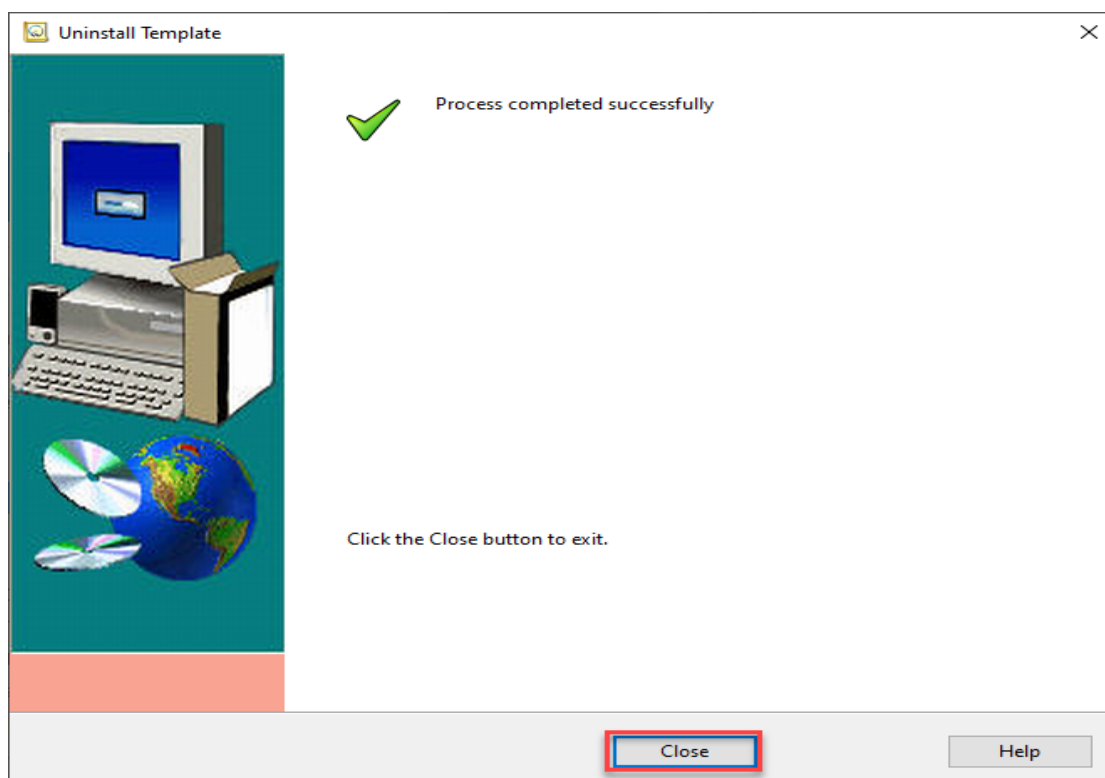 Uninstall Template
Process completed successfully
Click the Close button to exit.
Close
Help